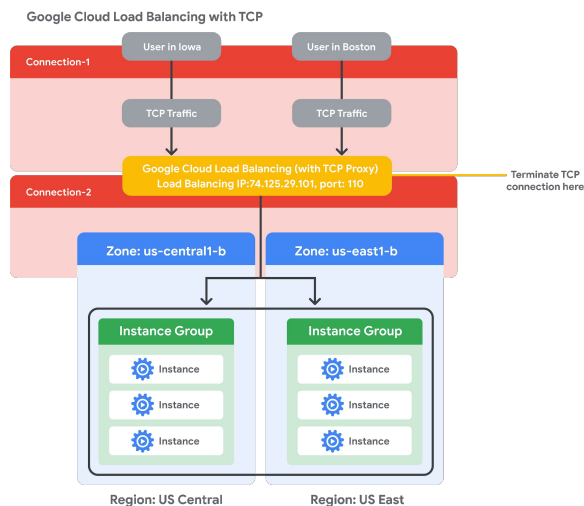 Google Cloud Load Balancing with TCP
User in Iowa
User in Boston
Connection-1
TCP Traffic
TCP Traffic
Google Cloud Load Balancing (with TCP Proxy)
Load Balancing IP:74.125.29.101, port: 110
Terminate TCP
connection here
Connection-2
Zone: us-central1-b
Zone: us-east1-b
Instance Group
Instance Group
Instance
Instance
Instance
Instance
Instance
Instance
Region: US Central
Region: US East